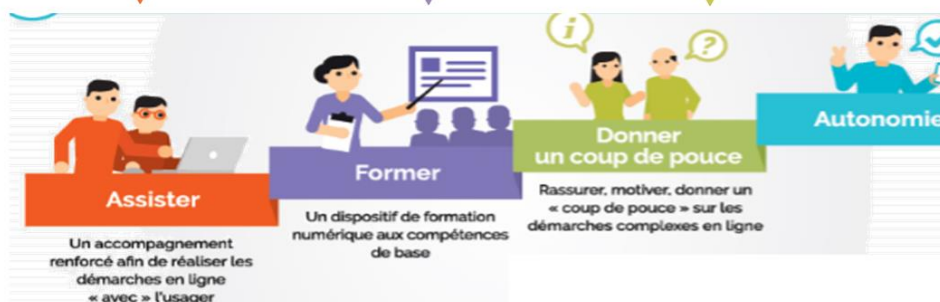 Assister
Un accompagnement
renforcé afin de réaliser les
démarches en ligne
« avec » l'usager
Former
Un dispositif de formation
numérique aux compétences
de base
Donner
un coup de pouce
Rassurer, motiver, donner un
« coup de pouce » sur les
démarches complexes en ligne
Autonomie
i
?